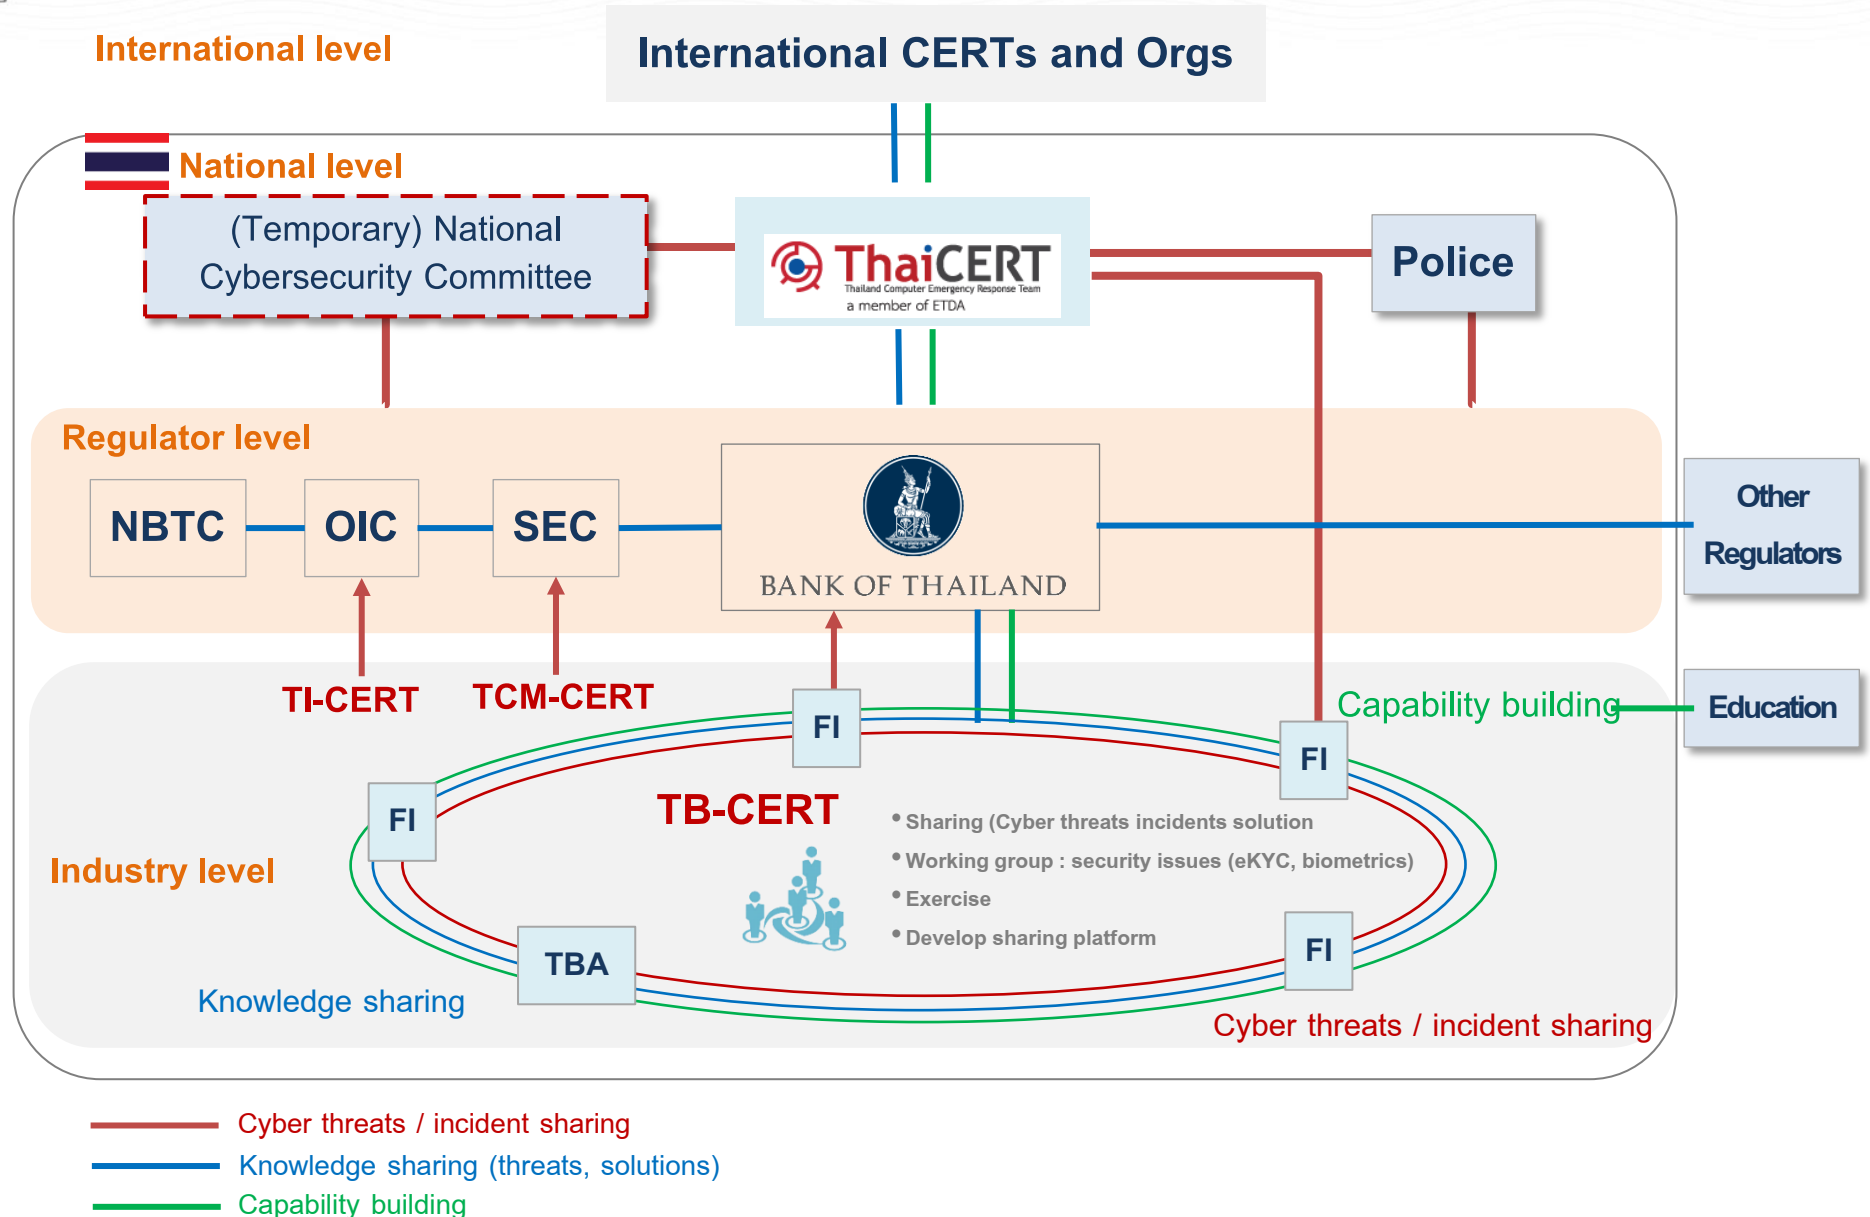 International level
International CERTs and Orgs
National level
(Temporary) National
Cybersecurity Committee
ThaiCERT
Thailand Computer Emergency Response Team
a member of ETDA
Police
Regulator level
NBTC
OIC
SEC
BANK OF THAILAND
Other
Regulators
TI-CERT
TCM-CERT
FI
Capability building
Education
FI
FI
TB-CERT
• Sharing (Cyber threats incidents solution
• Working group : security issues (eKYC, biometrics)
• Exercise
• Develop sharing platform
Industry level
TBA
FI
Knowledge sharing
Cyber threats / incident sharing
Cyber threats / incident sharing
Knowledge sharing (threats, solutions)
Capability building